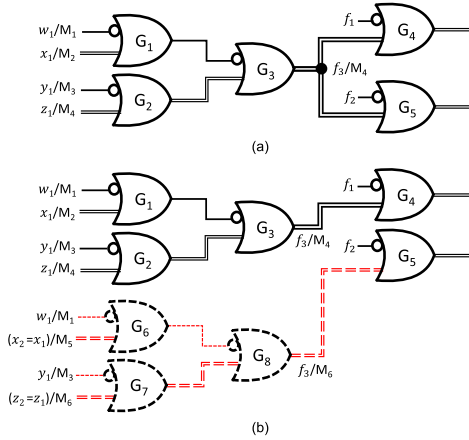 w₁/M₁
x₁/M₂
G₁
y₁/M₃
z₁/M₄
G₂
G₃
f₃/M₄
f₁
G₄
f₂
G₅
(a)
w₁/M₁
x₁/M₂
G₁
y₁/M₃
z₁/M₄
G₂
G₃
f₃/M₄
f₁
G₄
f₂
G₅
w₁/M₁
(x₂=x₁)/M₅
G₆
y₁/M₃
(z₂=z₁)/M₆
G₇
G₈
f₃/M₆
(b)